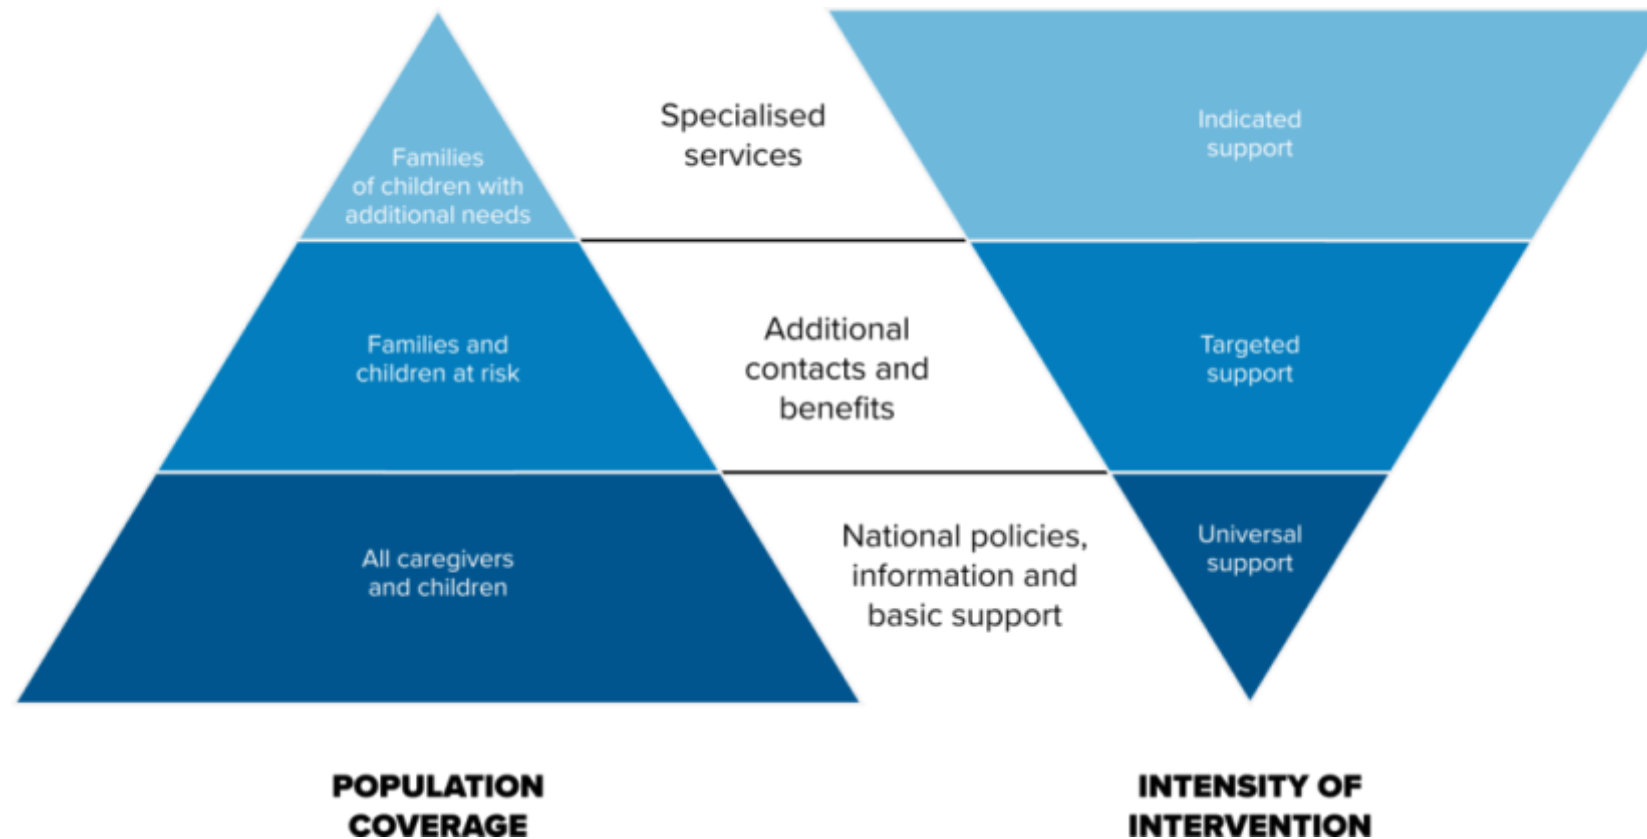 Specialised
services
Indicated
support
Families
of children with
additional needs
Additional
contacts and
benefits
Families and
children at risk
Targeted
support
National policies,
information and
basic support
All caregivers
and children
Universal
support
POPULATION
COVERAGE
INTENSITY OF
INTERVENTION